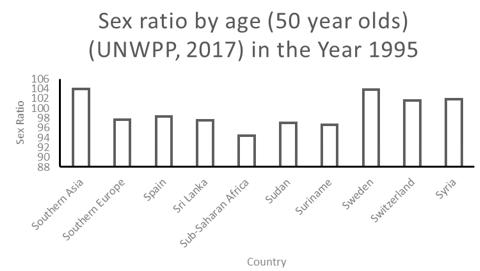 Sex ratio by age (50 year olds)
(UNWPP, 2017) in the Year 1995
106
104
102
100
98
96
94
92
90
88
Sex Ratio
Southern Asia
Southern Europe
Spain
Sri Lanka
Sub-Saharan Africa
Sudan
Suriname
Sweden
Switzerland
Syria
Country